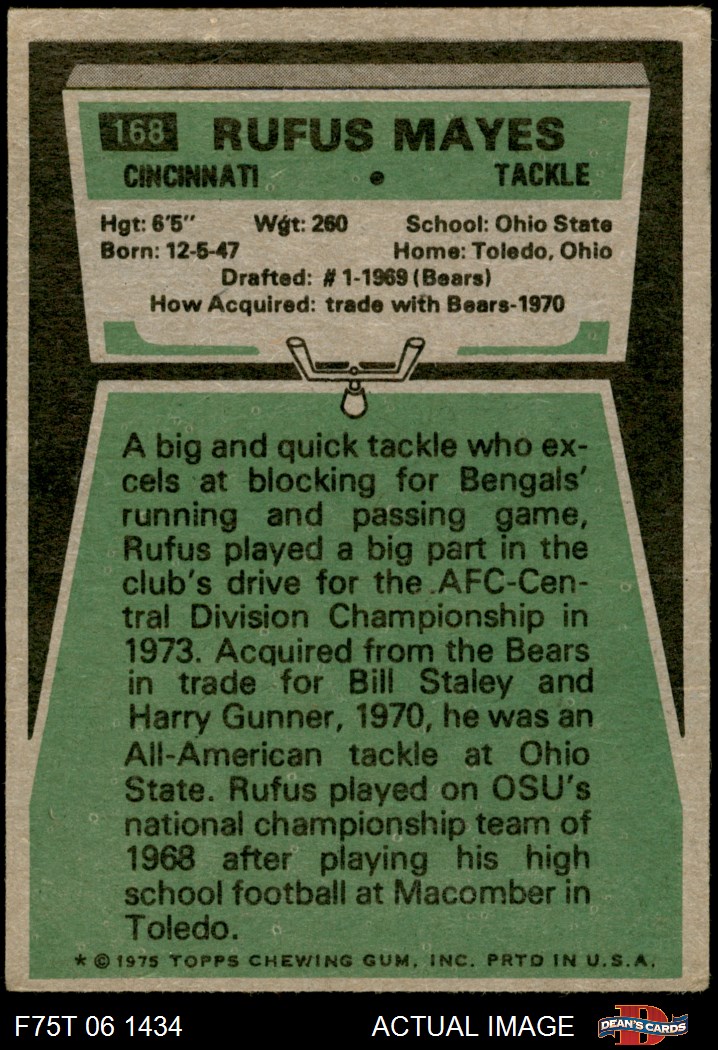 168 RUFUS MAYES
CINCINNATI • TACKLE
Hgt: 6'5" Wgt: 260 School: Ohio State
Born: 12-5-47 Home: Toledo, Ohio
Drafted: #1-1969 (Bears)
How Acquired: trade with Bears-1970
A big and quick tackle who ex-
cels at blocking for Bengals'
running and passing game,
Rufus played a big part in the
club's drive for the AFC-Cen-
tral Division Championship in
1973. Acquired from the Bears
in trade for Bill Staley and
Harry Gunner, 1970, he was an
All-American tackle at Ohio
State. Rufus played on OSU's
national championship team of
1968 after playing his high
school football at Macomber in
Toledo.
* © 1975 TOPPS CHEWING GUM, INC. PRTD IN U.S.A.
F75T 06 1434 ACTUAL IMAGE D DEAN'S CARDS